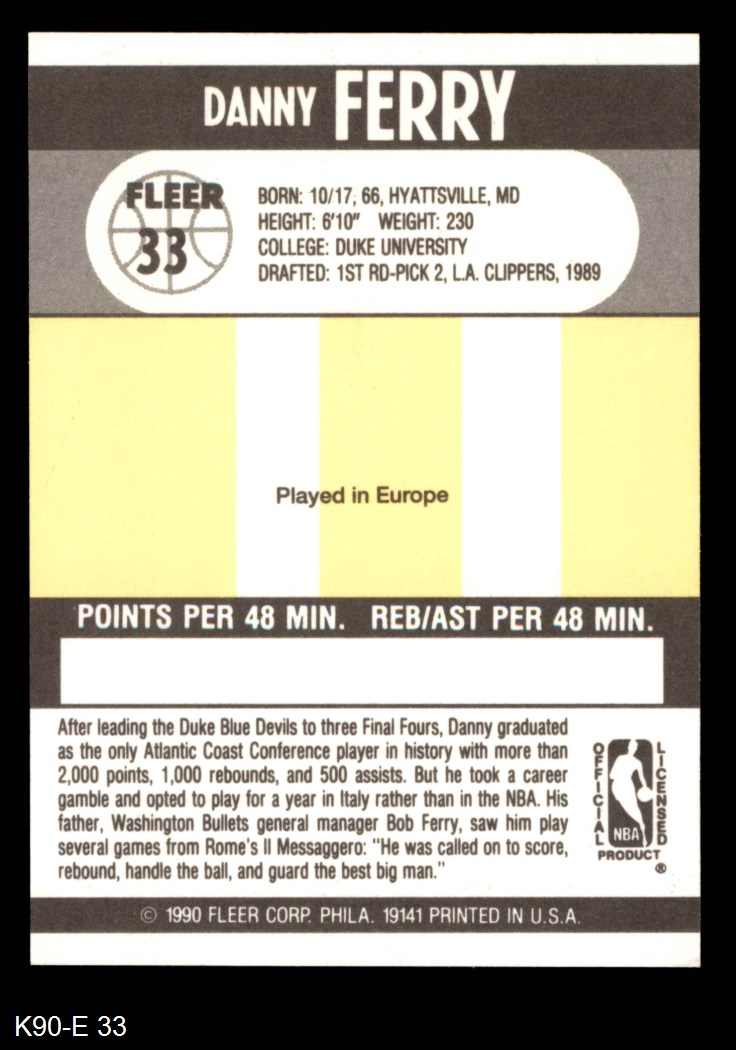 DANNY FERRY
FLEER
33
BORN: 10/17, 66, HYATTSVILLE, MD
HEIGHT: 6'10" WEIGHT: 230
COLLEGE: DUKE UNIVERSITY
DRAFTED: 1ST RD-PICK 2, L.A. CLIPPERS, 1989
Played in Europe
POINTS PER 48 MIN. REB/AST PER 48 MIN.
After leading the Duke Blue Devils to three Final Fours, Danny graduated
as the only Atlantic Coast Conference player in history with more than
2,000 points, 1,000 rebounds, and 500 assists. But he took a career
gamble and opted to play for a year in Italy rather than in the NBA. His
father, Washington Bullets general manager Bob Ferry, saw him play
several games from Rome's Il Messaggero: "He was called on to score,
rebound, handle the ball, and guard the best big man."
OFFICIAL
LICENSED
NBA
PRODUCT
®
© 1990 FLEER CORP. PHILA. 19141 PRINTED IN U.S.A.
K90-E 33